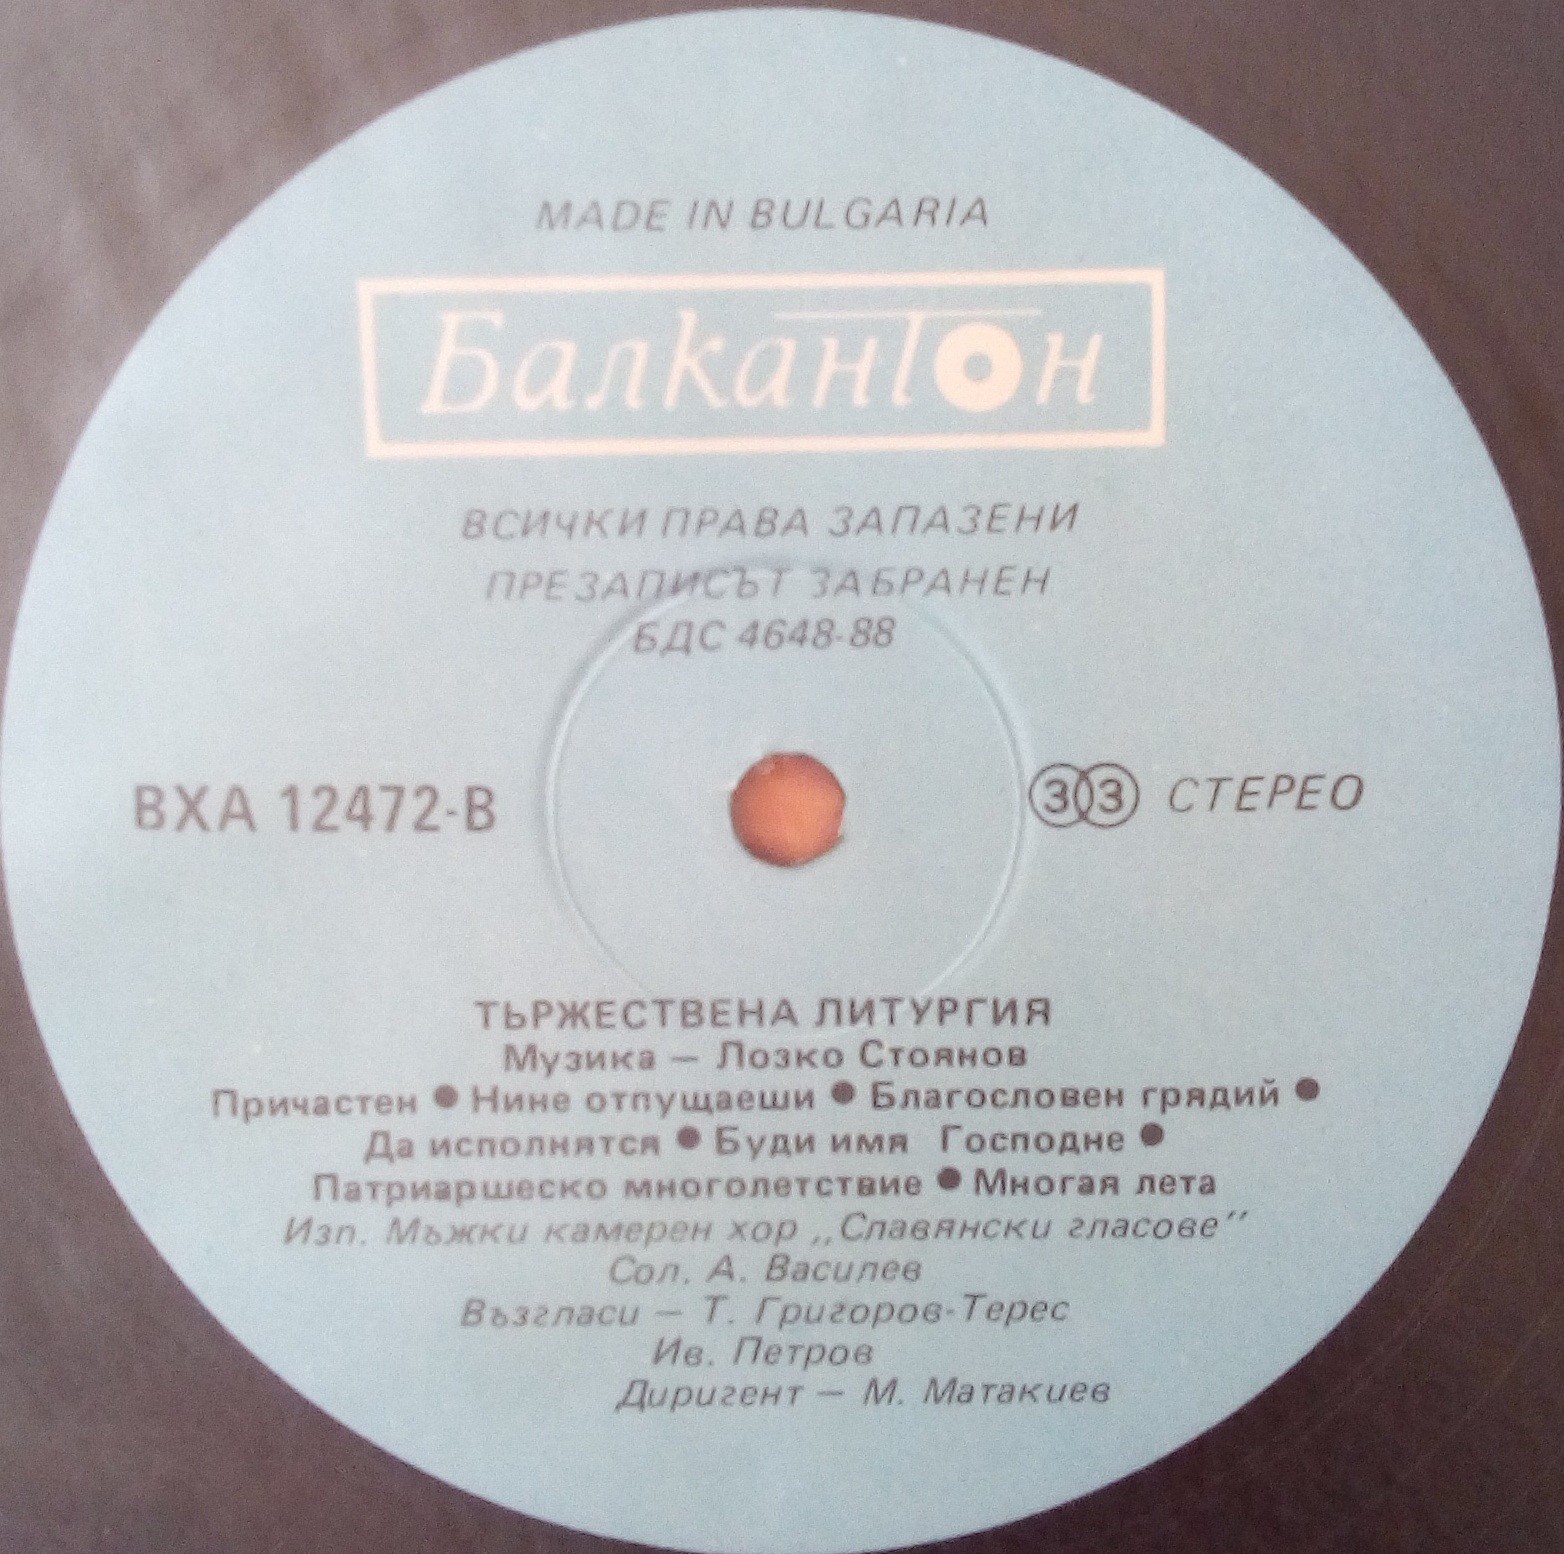 MADE IN BULGARIA
Балкантон
ВСИЧКИ ПРАВА ЗАПАЗЕНИ
ПРЕЗАПИСЪТ ЗАБРАНЕН
БДС 4648-88
ВХА 12472-В
33 СТЕРЕО
ТЬРЖЕСТВЕНА ЛИТУРГИЯ
Музика — Лозко Стоянов
Причастен ● Нине отпущаеши ● Благословен грядий ●
Да исполнятся ● Буди имя Господне ●
Патриаршеско многолетствие ● Многая лета
Изп. Мъжки камерен хор „Славянски гласове”
Сол. А. Василев
Възгласи — Т. Григоров-Терес
Ив. Петров
Диригент — М. Матакиев